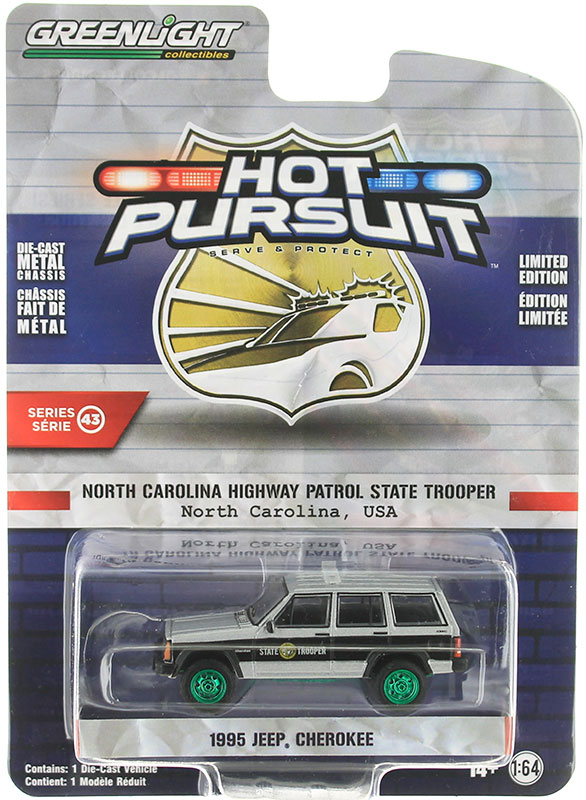 GREENLiGHT
collectibles
HOT
PURSUIT
SERVE & PROTECT
™
DIE-CAST
METAL
CHASSIS
CHÂSSIS
FAIT DE
MÉTAL
LIMITED
EDITION
ÉDITION
LIMITÉE
SERIES
SÉRIE
43
NORTH CAROLINA HIGHWAY PATROL STATE TROOPER
North Carolina, USA
STATE TROOPER
1995 JEEP® CHEROKEE
Contains: 1 Die-Cast Vehicle
Contient: 1 Modèle Réduit
14+
1:64